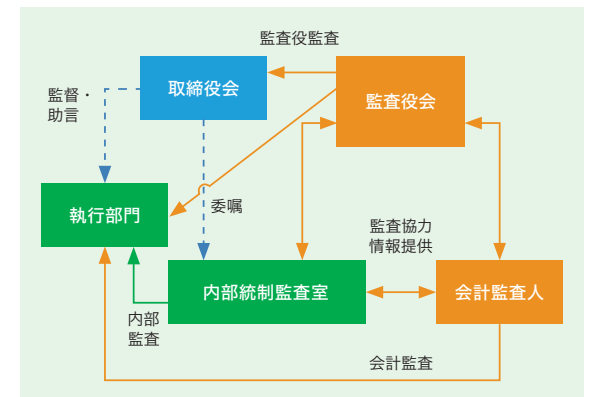 監査役監査
取締役会
監査役会
監督・
助言
執行部門
委嘱
監査協力
情報提供
内部統制監査室
会計監査人
内部
監査
会計監査